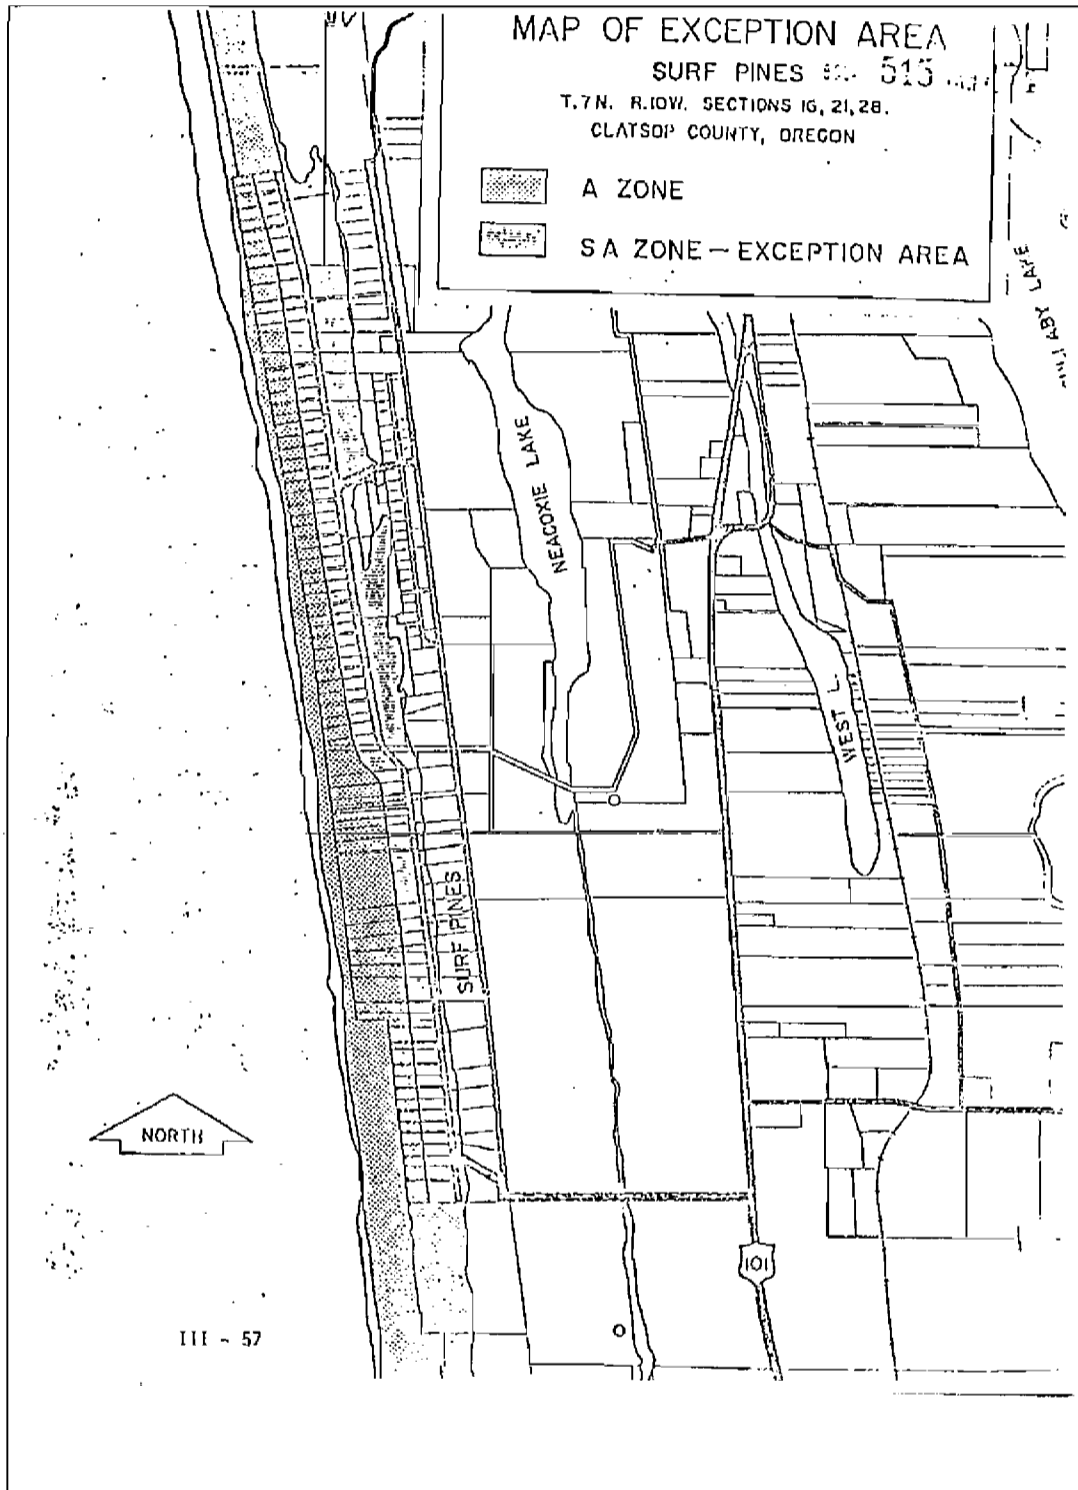 MAP OF EXCEPTION AREA
SURF PINES 515
T.7N. R.10W. SECTIONS 16, 21, 28.
CLATSOP COUNTY, OREGON
A ZONE
SA ZONE — EXCEPTION AREA
LAKE
NEACOXIE LAKE
WEST L.
SURF PINES
NORTH
101
III - 57